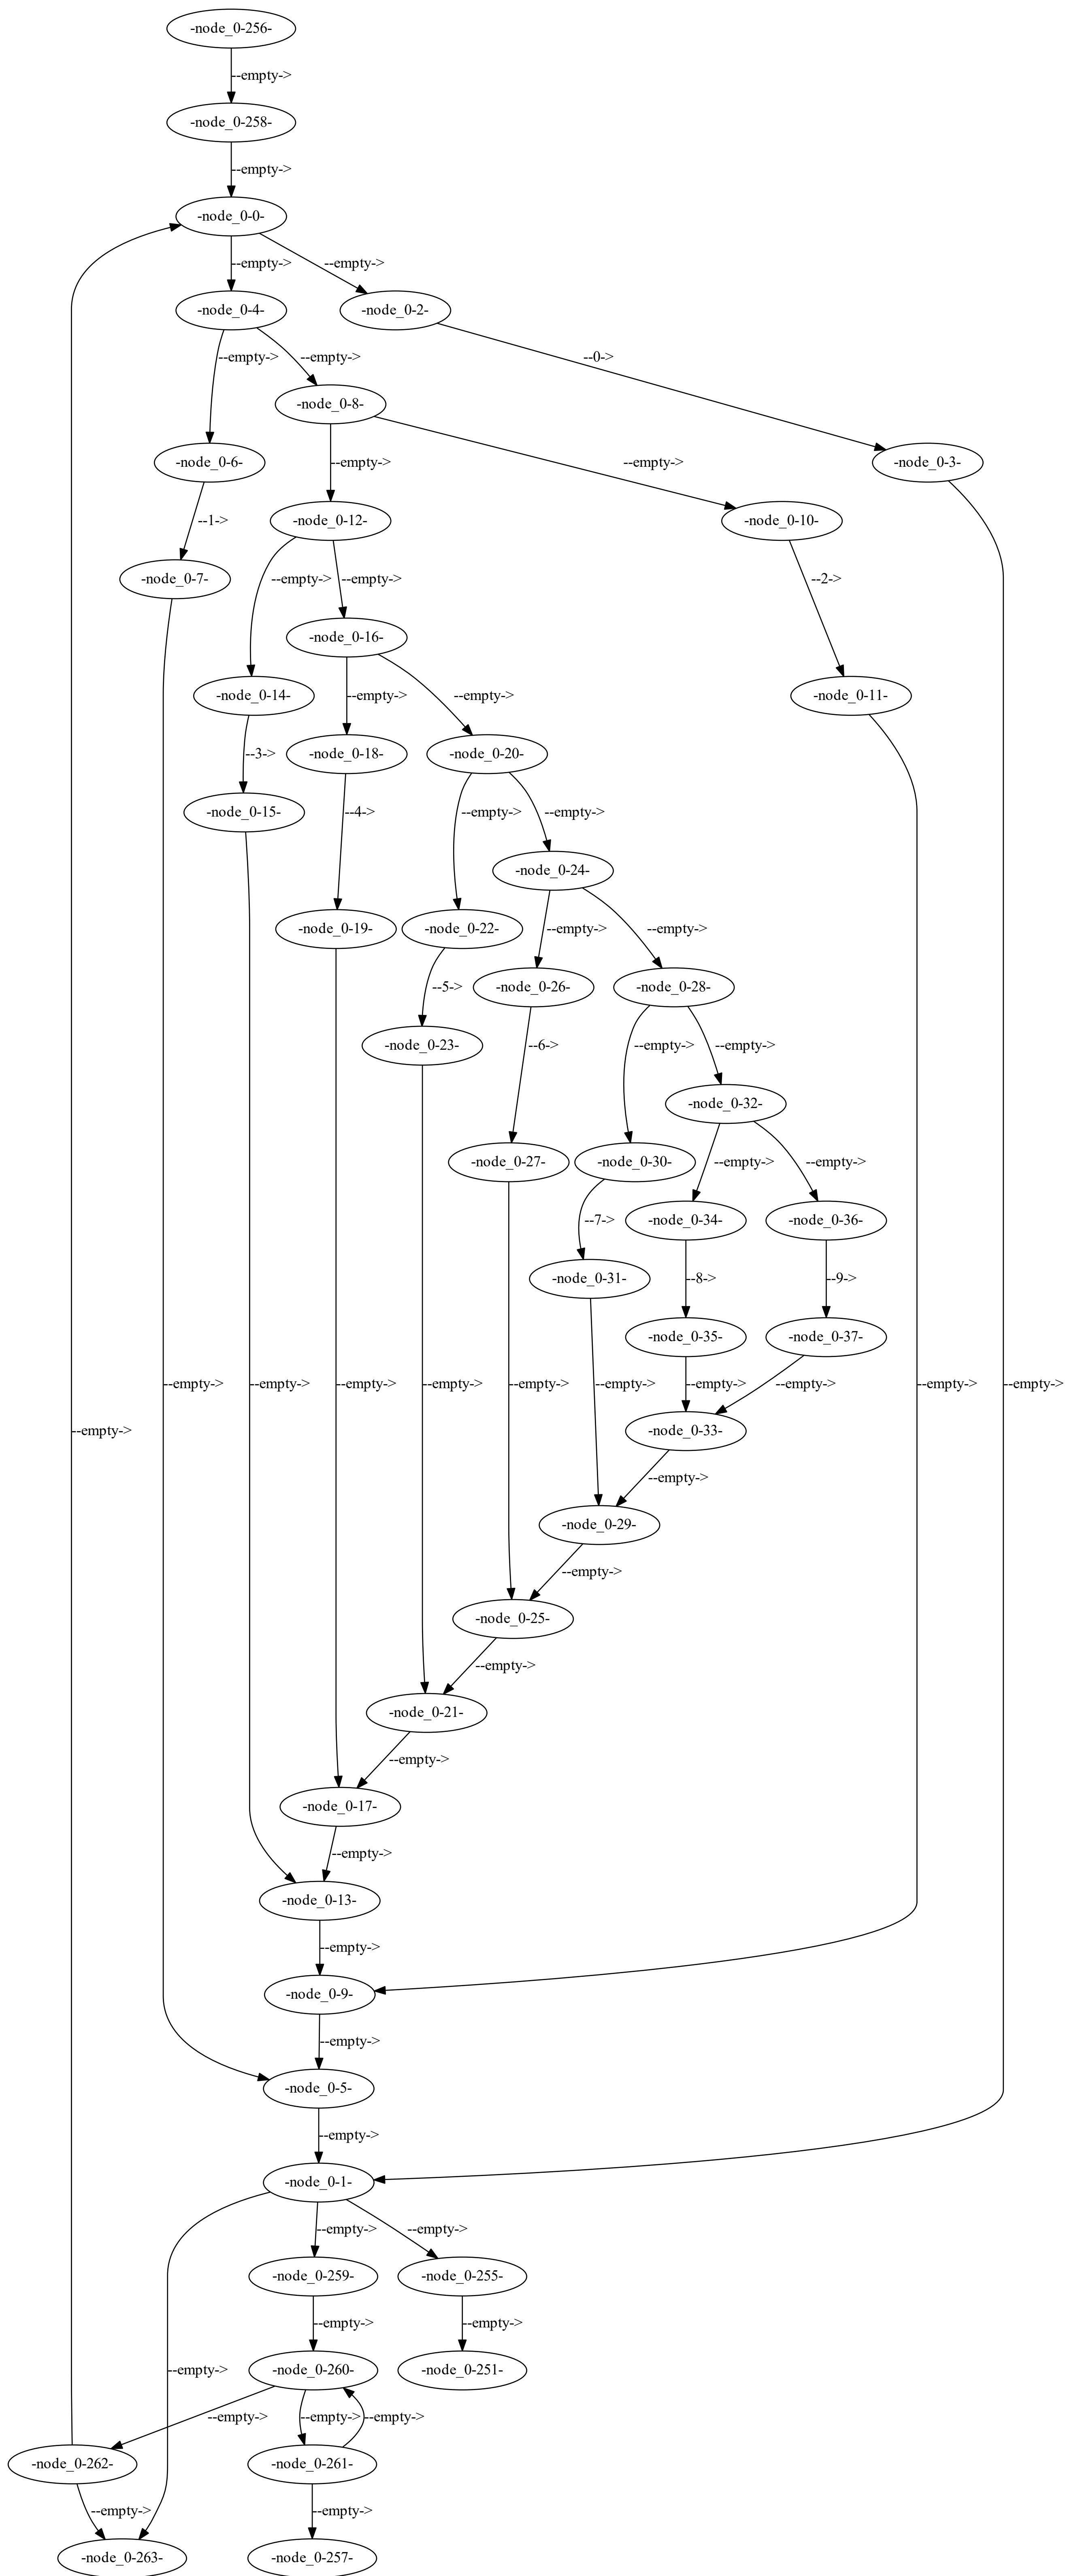 -node_0-256-
--empty->
-node_0-258-
--empty->
-node_0-0-
--empty->
--empty->
-node_0-4-
-node_0-2-
--empty->
--empty->
--0->
-node_0-8-
-node_0-6-
--empty->
--empty->
-node_0-3-
--1->
-node_0-12-
-node_0-10-
-node_0-7-
--empty->
--empty->
--2->
-node_0-16-
-node_0-14-
--empty->
--empty->
-node_0-11-
--3->
-node_0-18-
-node_0-20-
-node_0-15-
--4->
--empty->
--empty->
-node_0-24-
-node_0-19-
-node_0-22-
--empty->
--empty->
--5->
-node_0-26-
-node_0-28-
-node_0-23-
--6->
--empty->
--empty->
-node_0-32-
-node_0-27-
-node_0-30-
--empty->
--empty->
--7->
-node_0-34-
-node_0-36-
-node_0-31-
--8->
--9->
-node_0-35-
-node_0-37-
--empty->
--empty->
--empty->
--empty->
--empty->
--empty->
--empty->
--empty->
--empty->
--empty->
--empty->
-node_0-33-
--empty->
-node_0-29-
--empty->
-node_0-25-
--empty->
-node_0-21-
--empty->
-node_0-17-
--empty->
-node_0-13-
--empty->
-node_0-9-
--empty->
-node_0-5-
--empty->
-node_0-1-
--empty->
--empty->
-node_0-259-
-node_0-255-
--empty->
--empty->
--empty->
-node_0-260-
-node_0-251-
--empty->
--empty->
--empty->
-node_0-262-
-node_0-261-
--empty->
--empty->
-node_0-263-
-node_0-257-